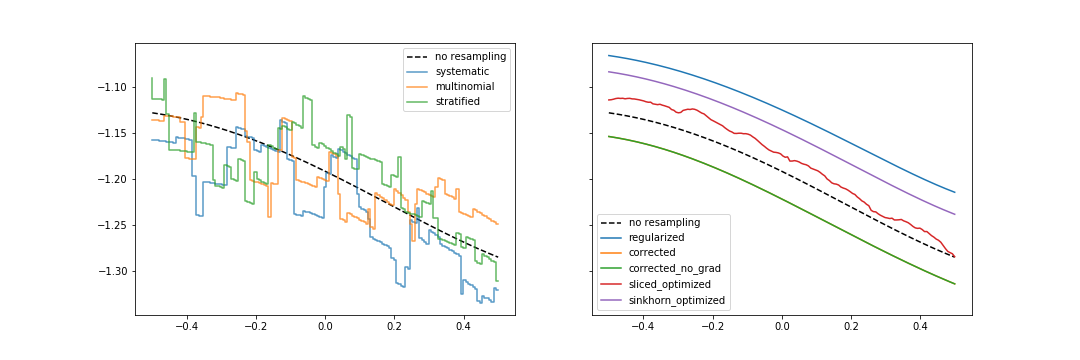 no resampling
systematic
multinomial
stratified
−1.10
−1.15
−1.20
−1.25
−1.30
−0.4 −0.2 0.0 0.2 0.4
no resampling
regularized
corrected
corrected_no_grad
sliced_optimized
sinkhorn_optimized
−0.4 −0.2 0.0 0.2 0.4